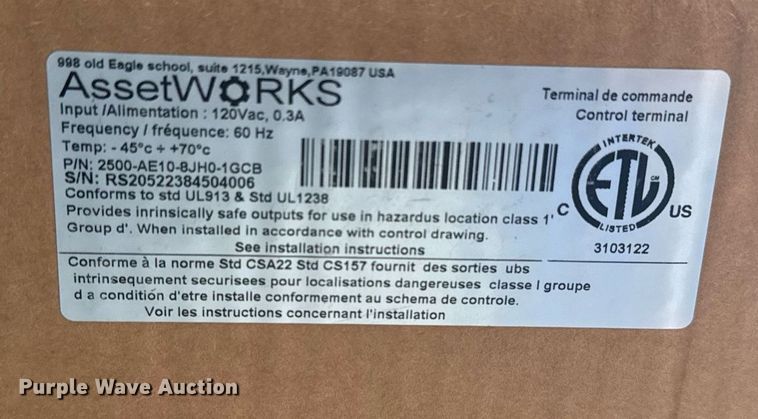 998 old Eagle school, suite 1215,Wayne,PA19087 USA
AssetWORKS
Input /Alimentation : 120Vac, 0.3A
Frequency / fréquence: 60 Hz
Temp: - 45°c ÷ +70°c
P/N: 2500-AE10-8JH0-1GCB
S/N: RS20522384504006
Conforms to std UL913 & Std UL1238
Provides intrinsically safe outputs for use in hazardus location class 1'
Group d'. When installed in accordance with control drawing.
See installation instructions
Conforme à la norme Std CSA22 Std CS157 fournit des sorties ubs
intrinsequement securisees pour localisations dangereuses classe I groupe
d a condition d'etre installe conformement au schema de controle.
Voir les instructions concernant l'installation
Terminal de commande
Control terminal
INTERTEK
C ETL US
CM
LISTED
3103122
Purple Wave Auction